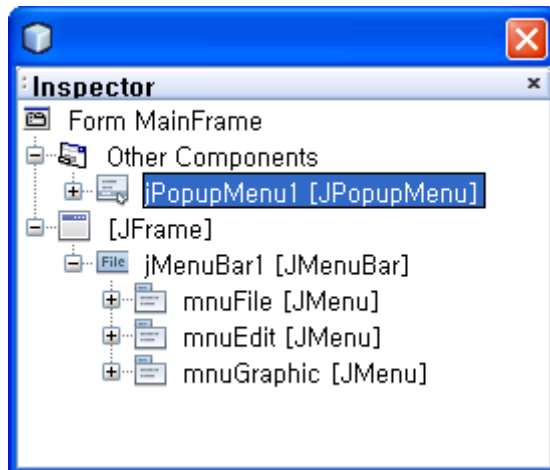 Inspector
Form MainFrame
Other Components
jPopupMenu1 [JPopupMenu]
[JFrame]
File jMenuBar1 [JMenuBar]
mnuFile [JMenu]
mnuEdit [JMenu]
mnuGraphic [JMenu]